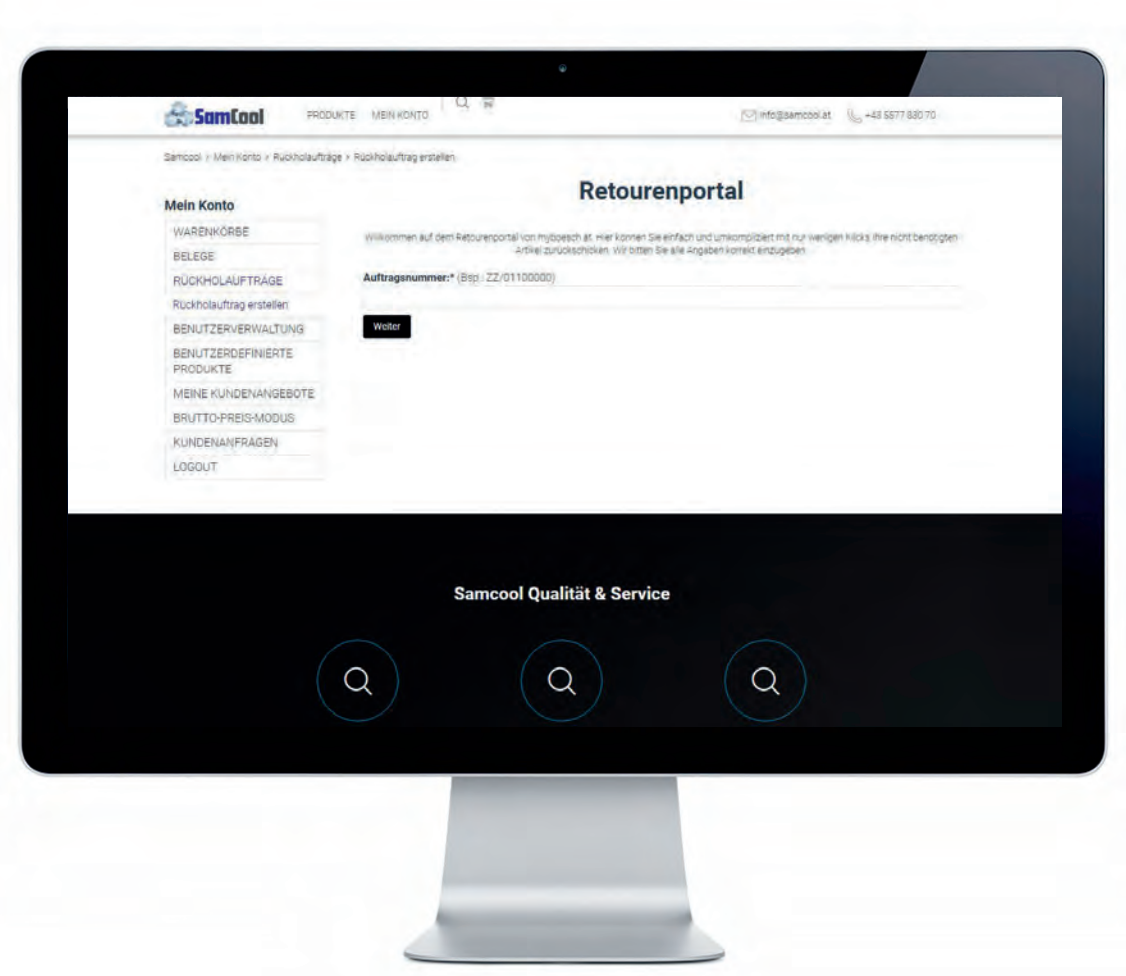 SamCool
PRODUKTE MEIN KONTO
info@samcool.at +43 5577 830 70
Samcool > Mein Konto > Rückholaufträge > Rückholauftrag erstellen
Retourenportal
Mein Konto
WARENKÖRBE
BELEGE
RÜCKHOLAUFTRÄGE
Rückholauftrag erstellen
BENUTZERVERWALTUNG
BENUTZERDEFINIERTE
PRODUKTE
MEINE KUNDENANGEBOTE
BRUTTO-PREIS-MODUS
KUNDENANFRAGEN
LOGOUT
Willkommen auf dem Retourenportal von myboesch.at. Hier können Sie einfach und umkompliziert mit nur wenigen Klicks Ihre nicht benötigten
Artikel zurückschicken. Wir bitten Sie alle Angaben korrekt einzugeben.
Auftragsnummer:* (Bsp.: ZZ/01100000)
Weiter
Samcool Qualität & Service